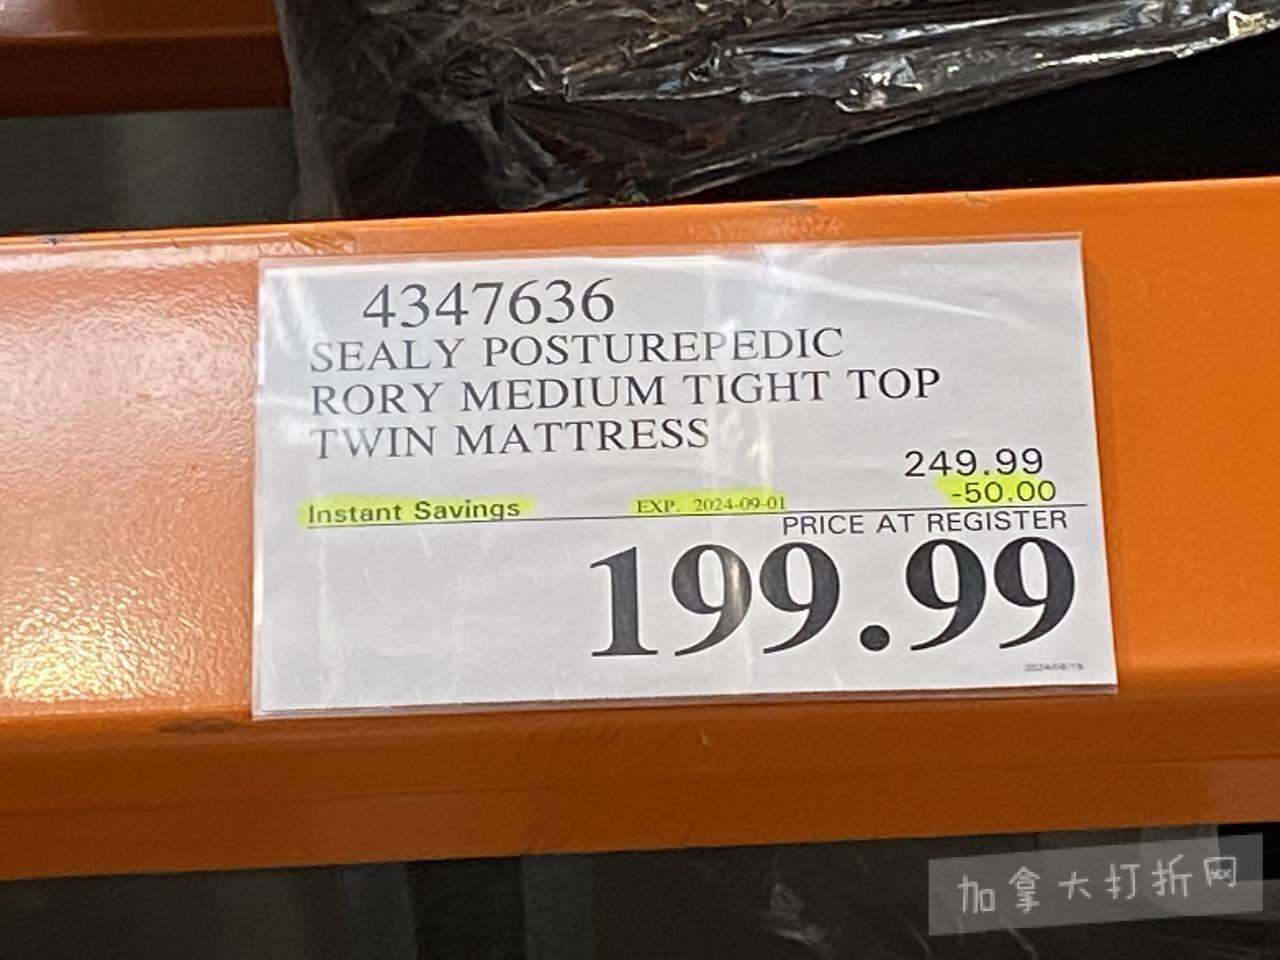 4347636
SEALY POSTUREPEDIC
RORY MEDIUM TIGHT TOP
TWIN MATTRESS
249.99
-50.00
Instant Savings EXP. 2024-09-01
PRICE AT REGISTER
199.99
2024/08/19
加拿大打折网